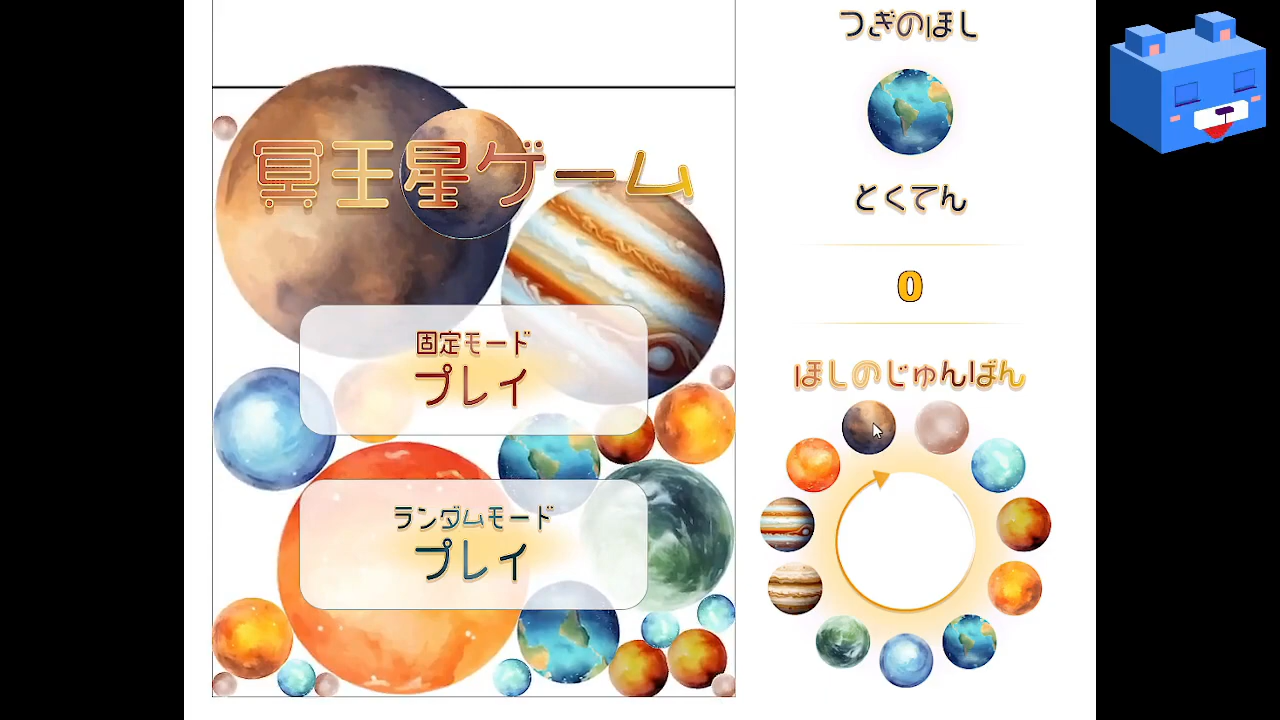 冥王星ゲーム
固定モード
プレイ
ランダムモード
プレイ
つぎのほし
とくてん
0
ほしのじゅんばん